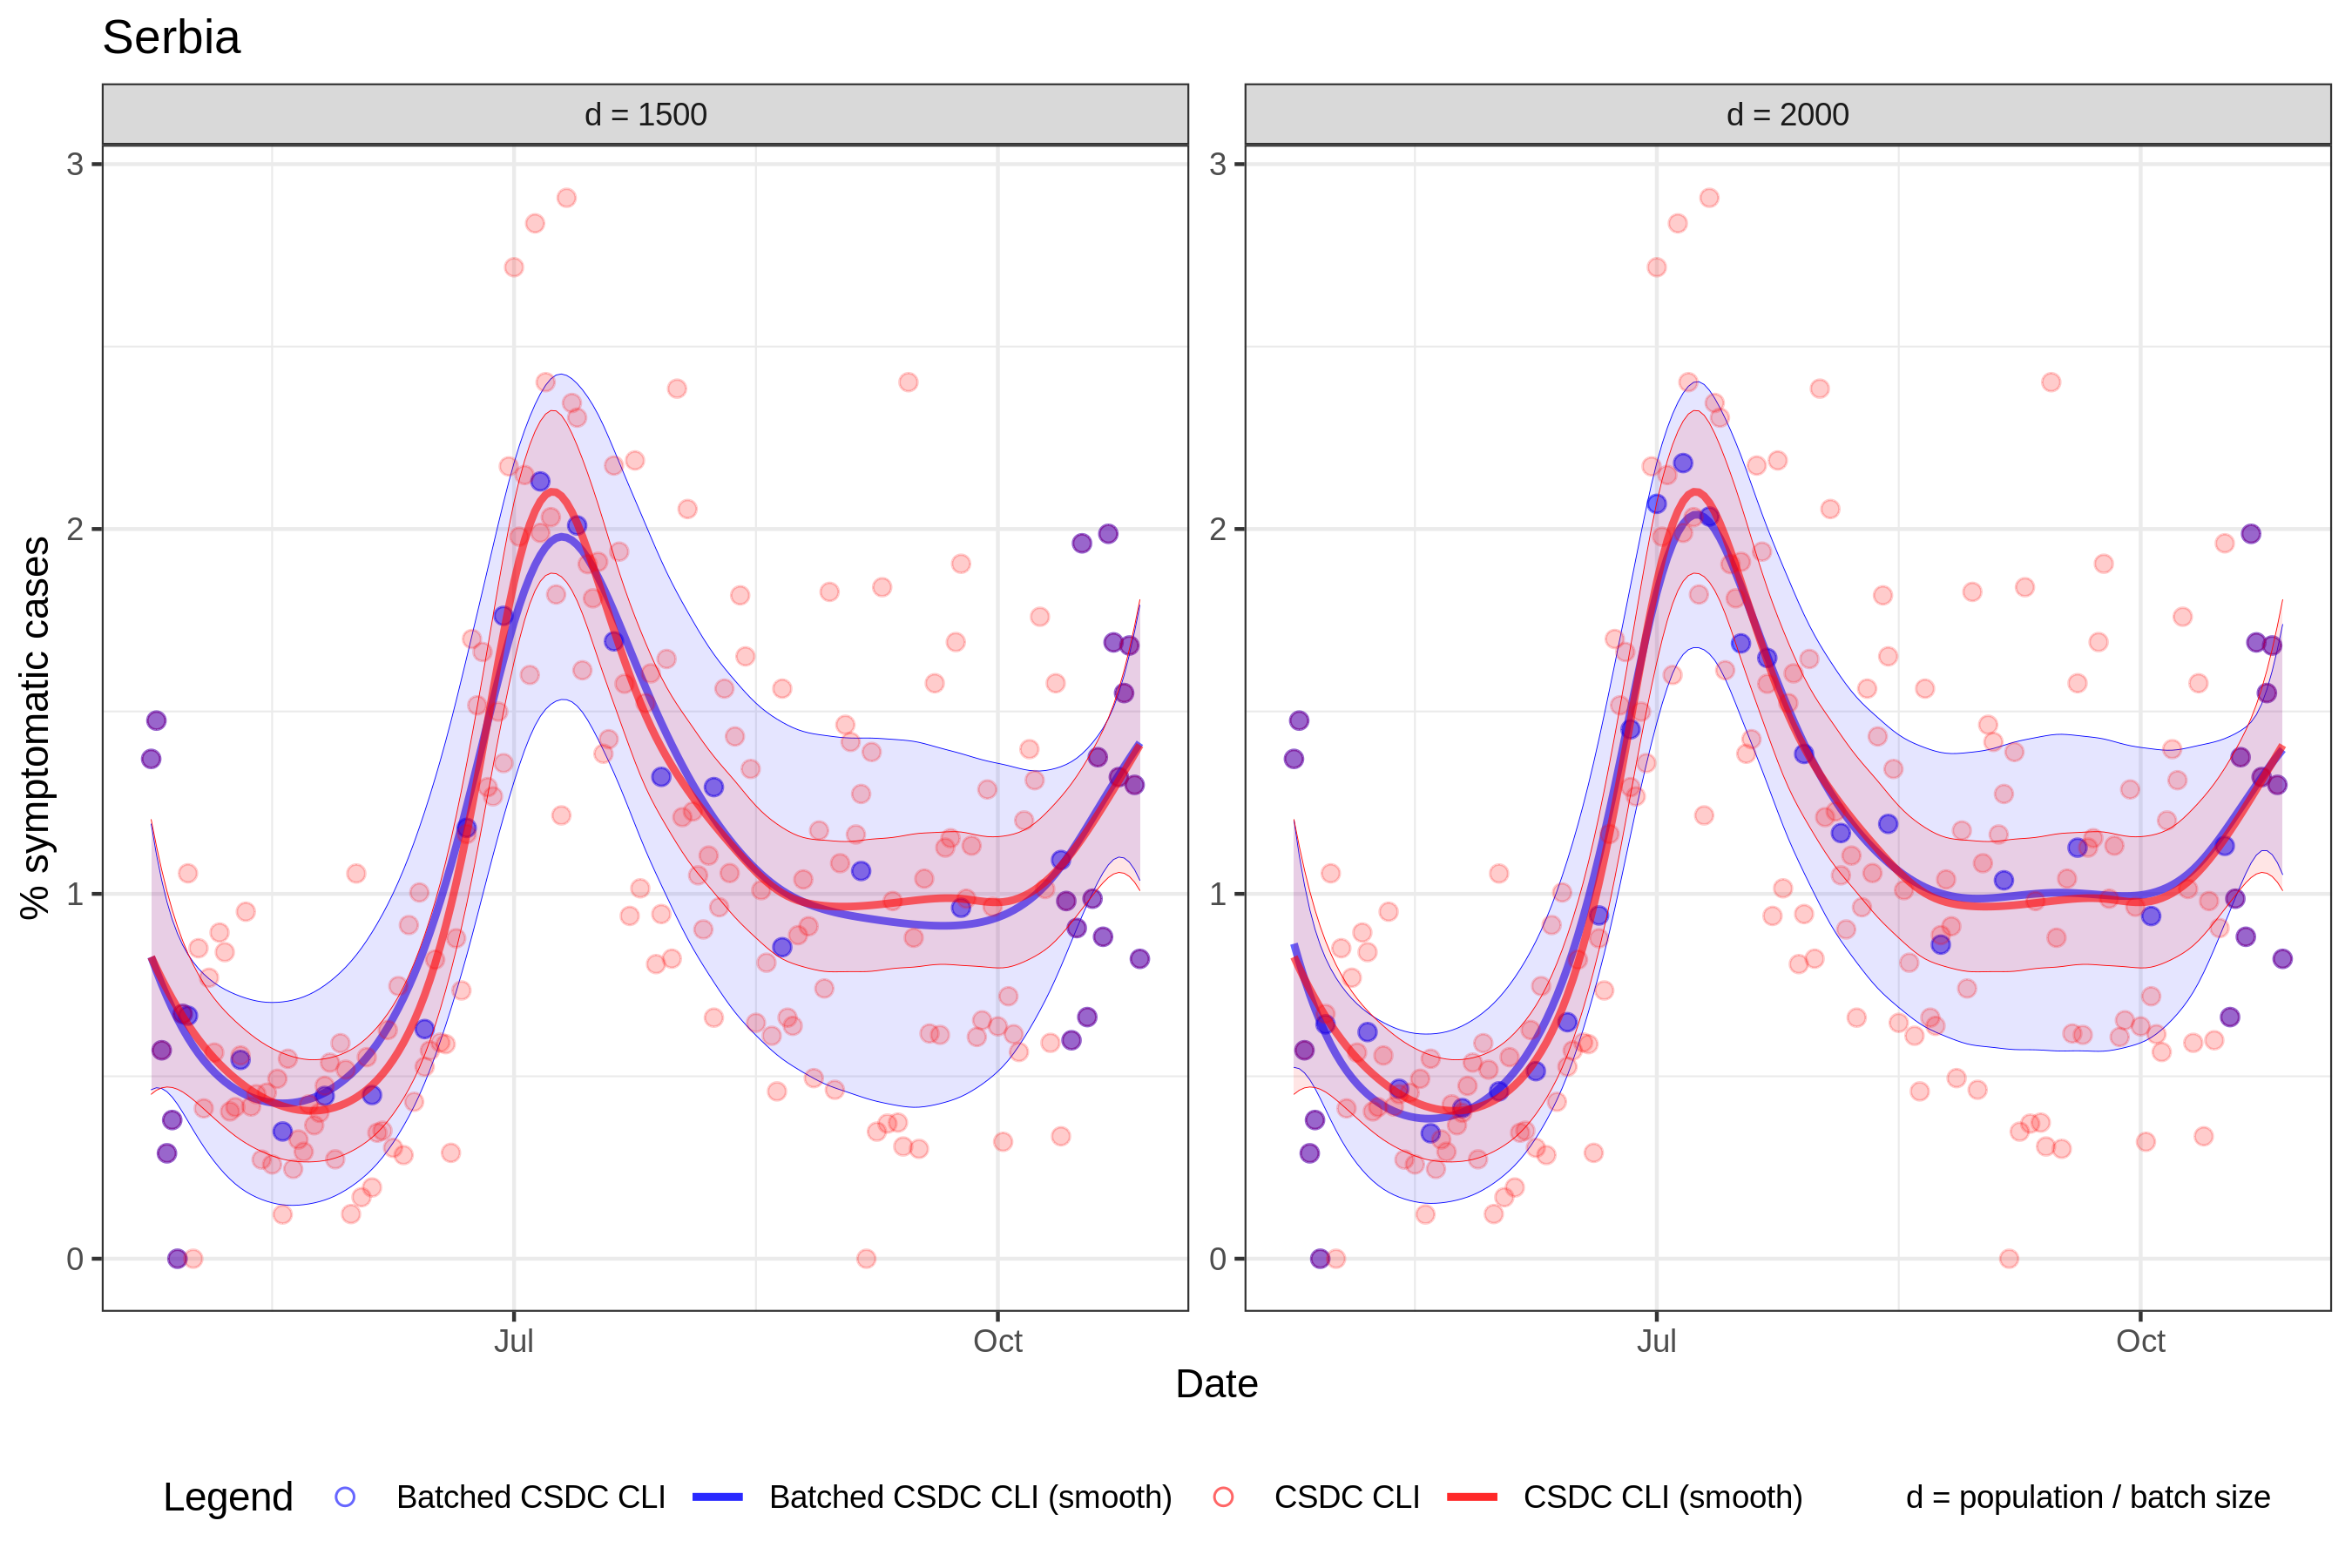 Serbia
d = 1500
d = 2000
3
2
1
0
3
2
1
0
% symptomatic cases
Jul
Oct
Jul
Oct
Date
Legend
Batched CSDC CLI
Batched CSDC CLI (smooth)
CSDC CLI
CSDC CLI (smooth)
d = population / batch size